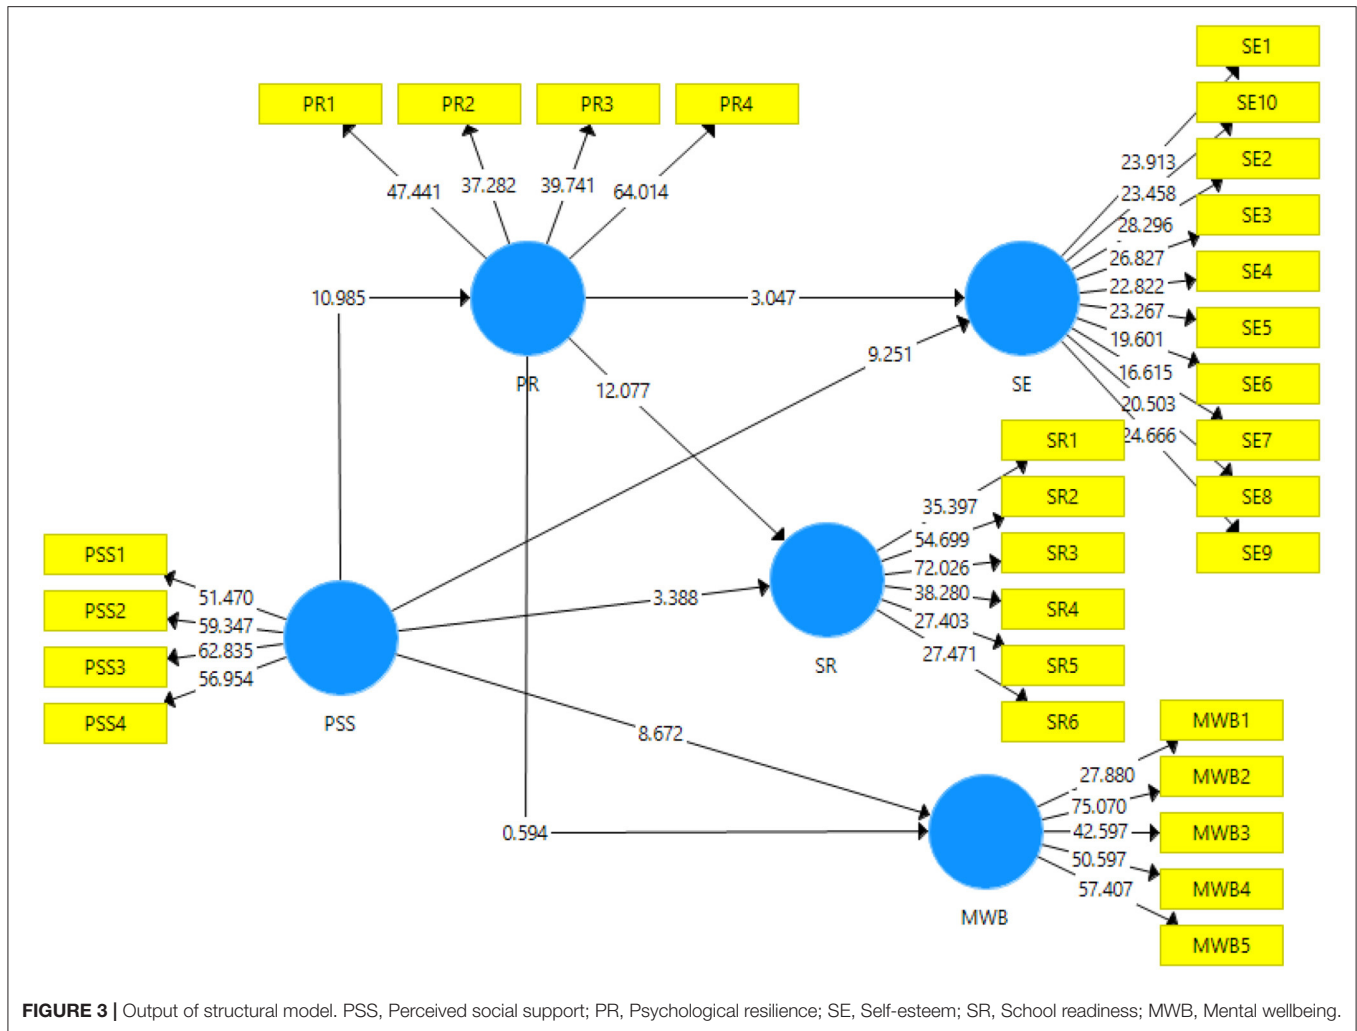 SE1
PR1 PR2 PR3 PR4
SE10
SE2
23.913
47.441 37.282 39.741 64.014
23.458
SE3
28.296
26.827
SE4
22.822
10.985
3.047
23.267
SE5
19.601
9.251
16.615
SE6
PR
12.077
SE
20.503
SE7
24.666
SR1
SR2
SE8
35.397
54.699
SR3
SE9
PSS1
72.026
38.280
SR4
51.470
3.388
PSS2
27.403
59.347
62.835
27.471
PSS3
SR5
56.954
SR
PSS4
PSS
SR6
MWB1
8.672
27.880
MWB2
75.070
0.594
42.597
MWB3
50.597
57.407
MWB4
MWB
MWB5
FIGURE 3 | Output of structural model. PSS, Perceived social support; PR, Psychological resilience; SE, Self-esteem; SR, School readiness; MWB, Mental wellbeing.